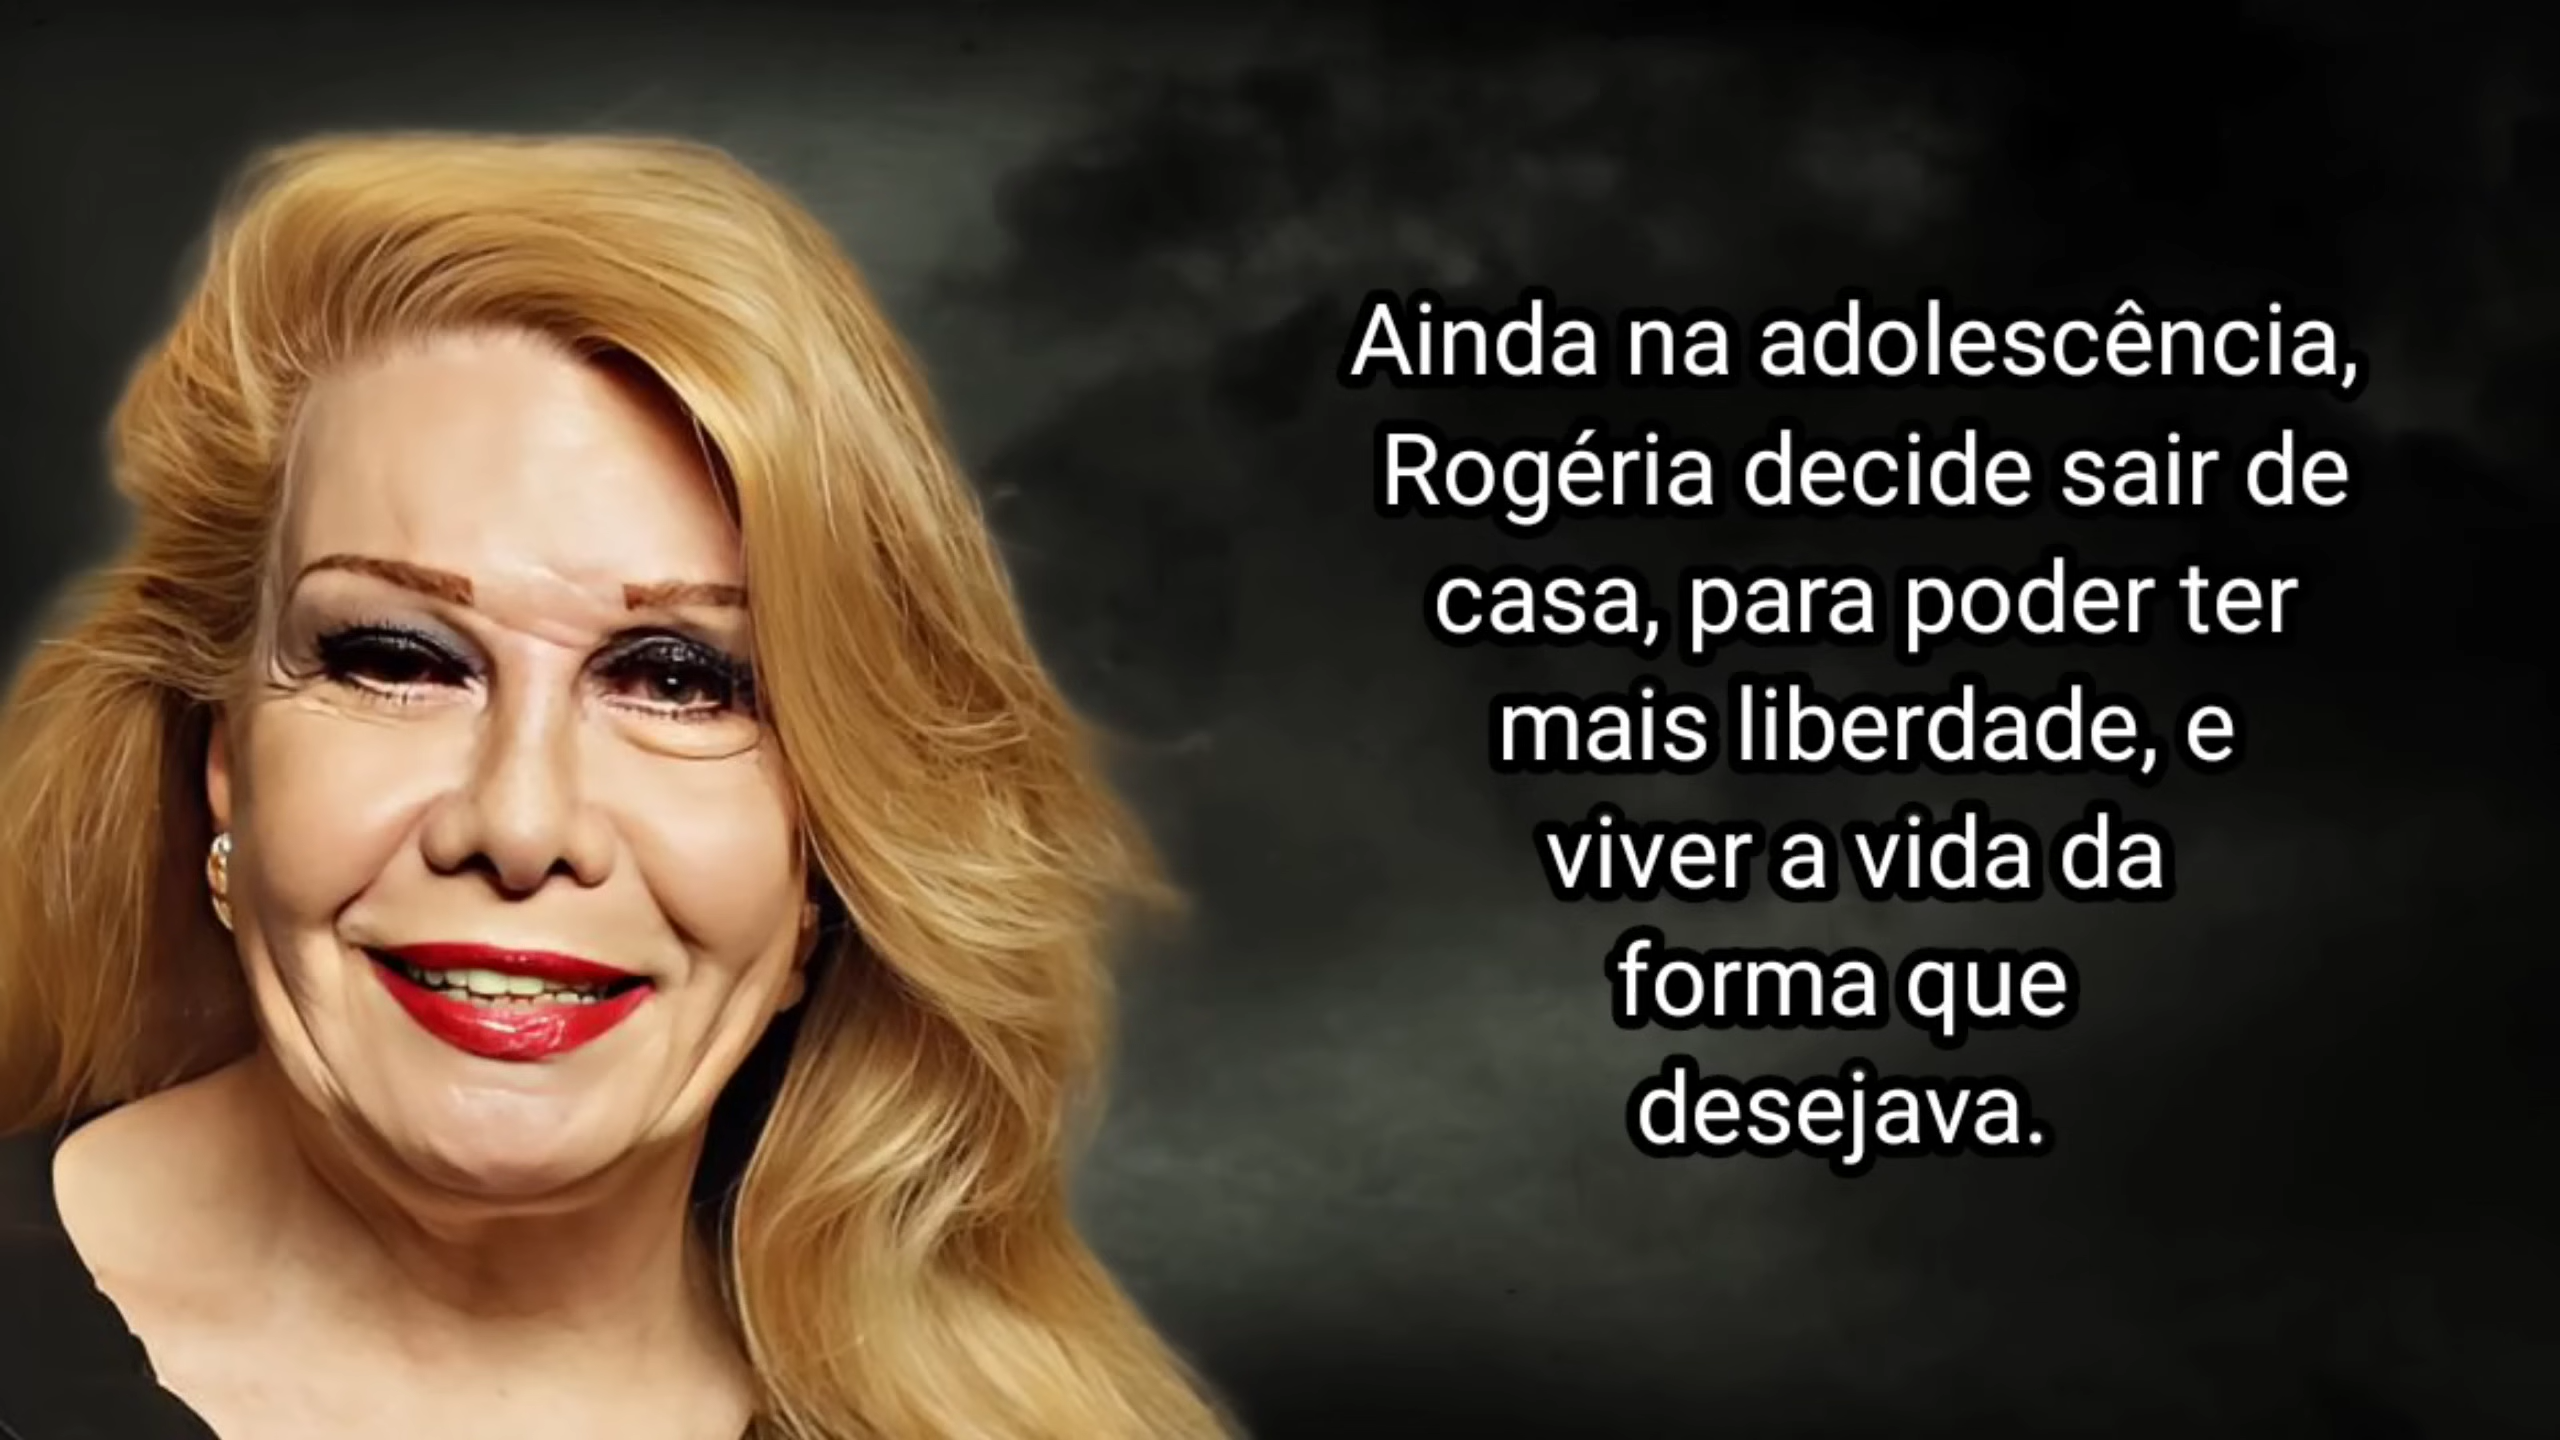 Ainda na adolescência,
Rogéria decide sair de
casa, para poder ter
mais liberdade, e
viver a vida da
forma que
desejava.